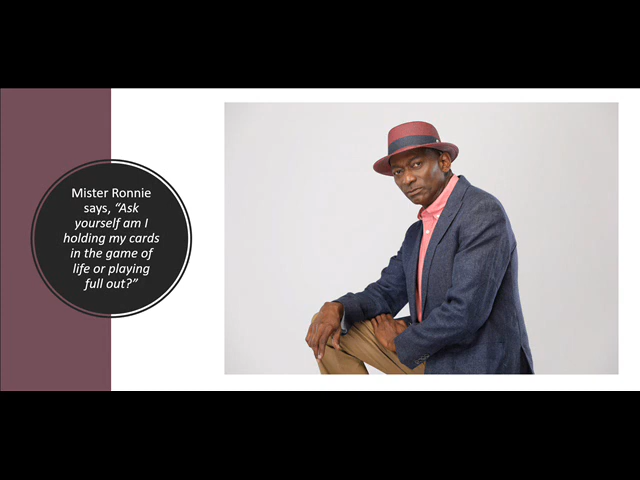 Mister Ronnie
says, “Ask
yourself am I
holding my cards
in the game of
life or playing
full out?”